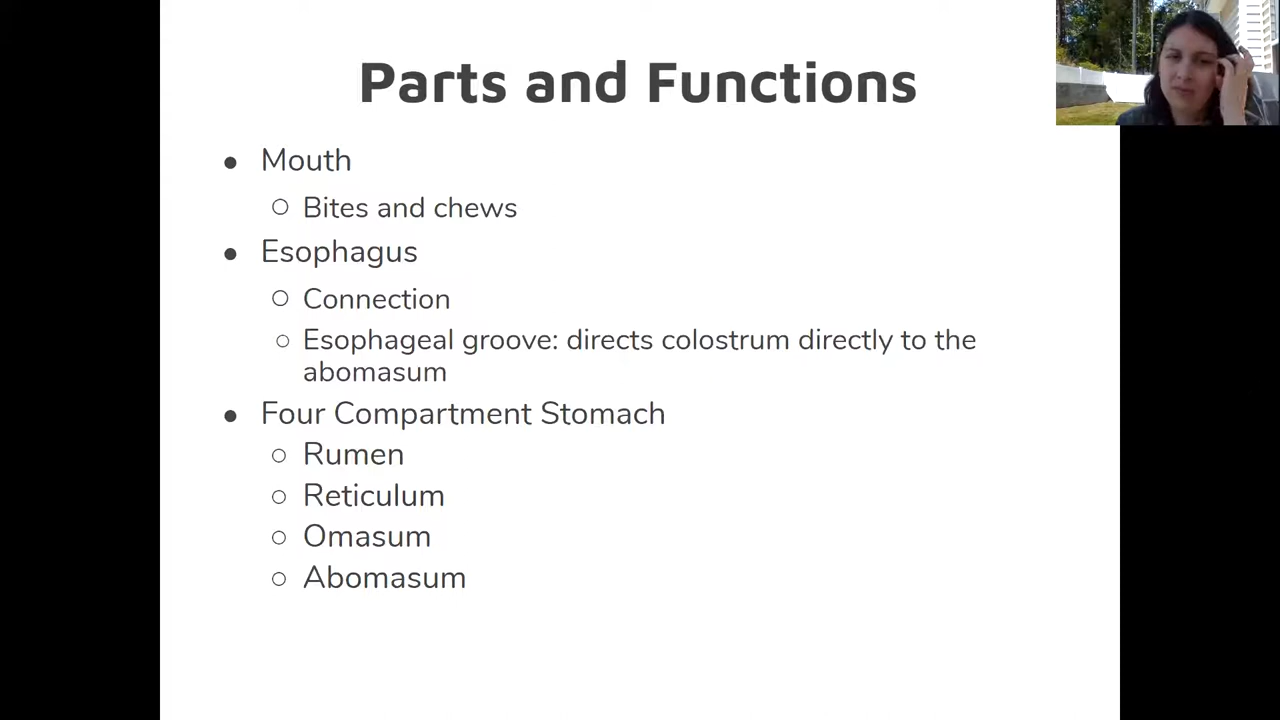 Parts and Functions
● Mouth
○ Bites and chews
● Esophagus
○ Connection
○ Esophageal groove: directs colostrum directly to the
abomasum
● Four Compartment Stomach
○ Rumen
○ Reticulum
○ Omasum
○ Abomasum